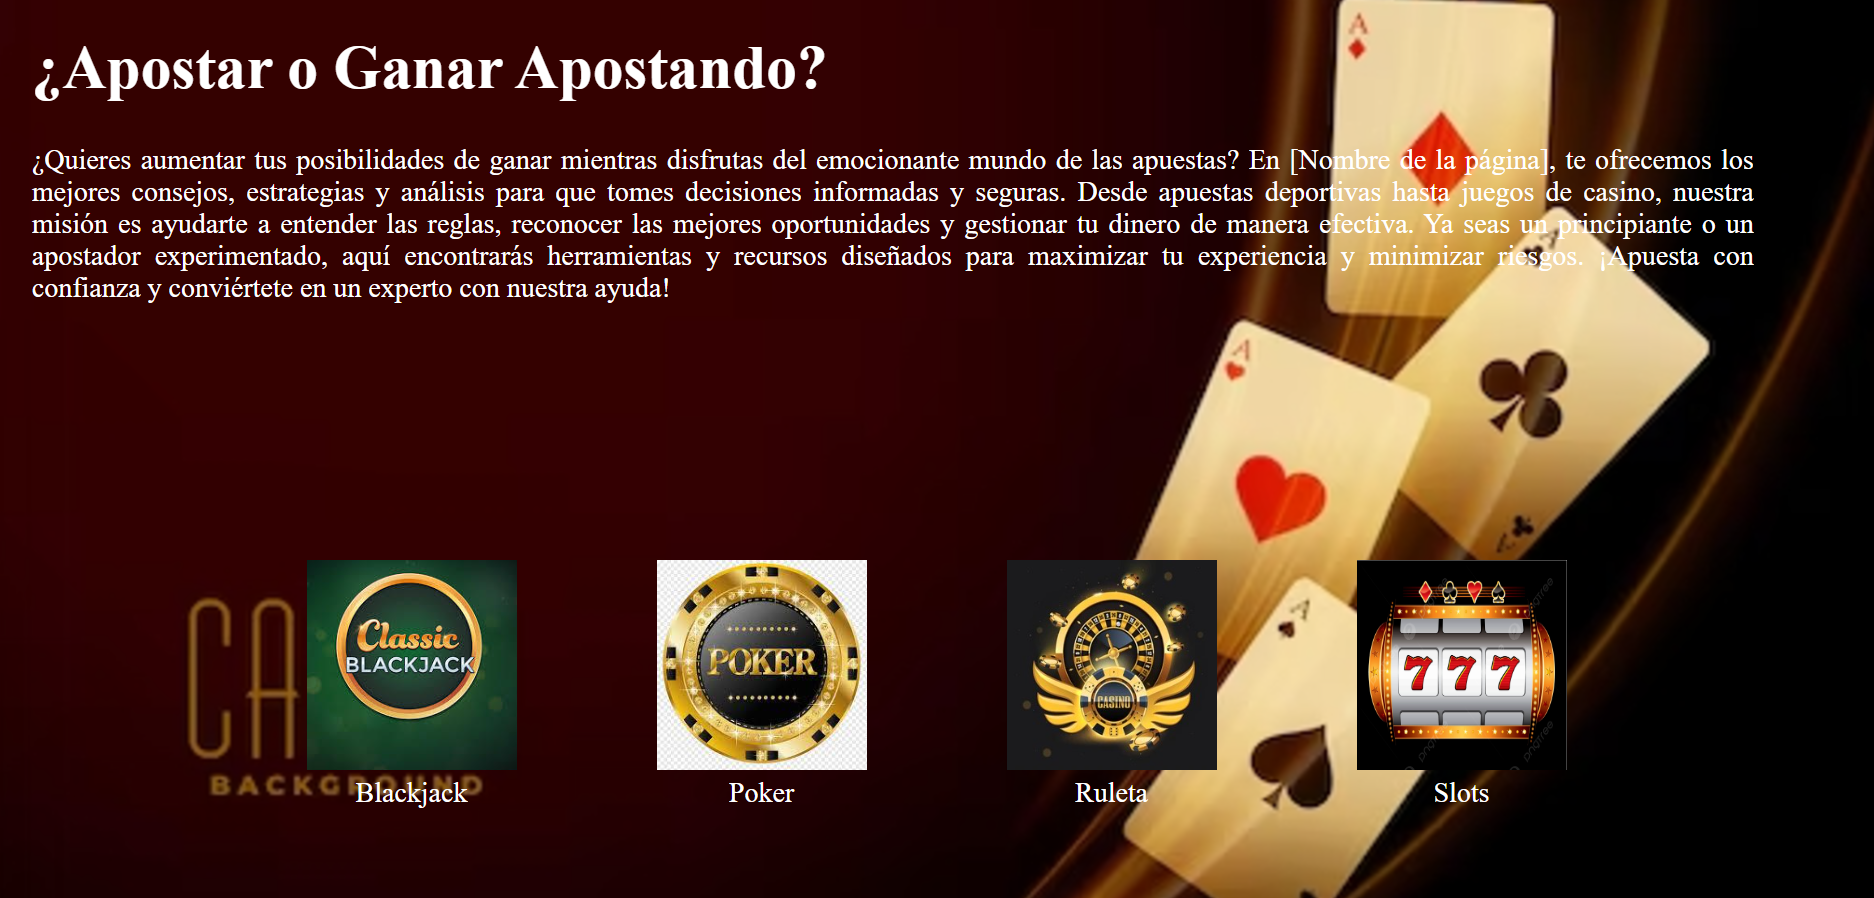 ¿Apostar o Ganar Apostando?
¿Quieres aumentar tus posibilidades de ganar mientras disfrutas del emocionante mundo de las apuestas? En [Nombre de la página], te ofrecemos los
mejores consejos, estrategias y análisis para que tomes decisiones informadas y seguras. Desde apuestas deportivas hasta juegos de casino, nuestra
misión es ayudarte a entender las reglas, reconocer las mejores oportunidades y gestionar tu dinero de manera efectiva. Ya seas un principiante o un
apostador experimentado, aquí encontrarás herramientas y recursos diseñados para maximizar tu experiencia y minimizar riesgos. ¡Apuesta con
confianza y conviértete en un experto con nuestra ayuda!
A
A
A
Classic
BLACKJACK
POKER
CASINO
777
CA
BACKGROUND
Blackjack
Poker
Ruleta
Slots